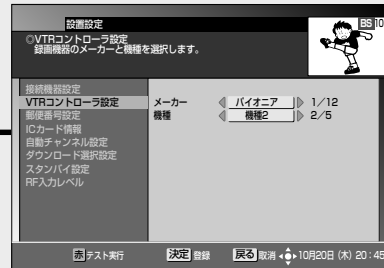 設置設定
BS 10
◎VTRコントローラ設定
録画機器のメーカーと機種を選択します。
接続機器設定
VTRコントローラ設定
郵便番号設定
ICカード情報
自動チャンネル設定
ダウンロード選択設定
スタンバイ設定
RF入力レベル
メーカー パイオニア 1/12
機種 機種2 2/5
赤 テスト実行 決定 登録 戻る 取消 10月20日(木) 20:45